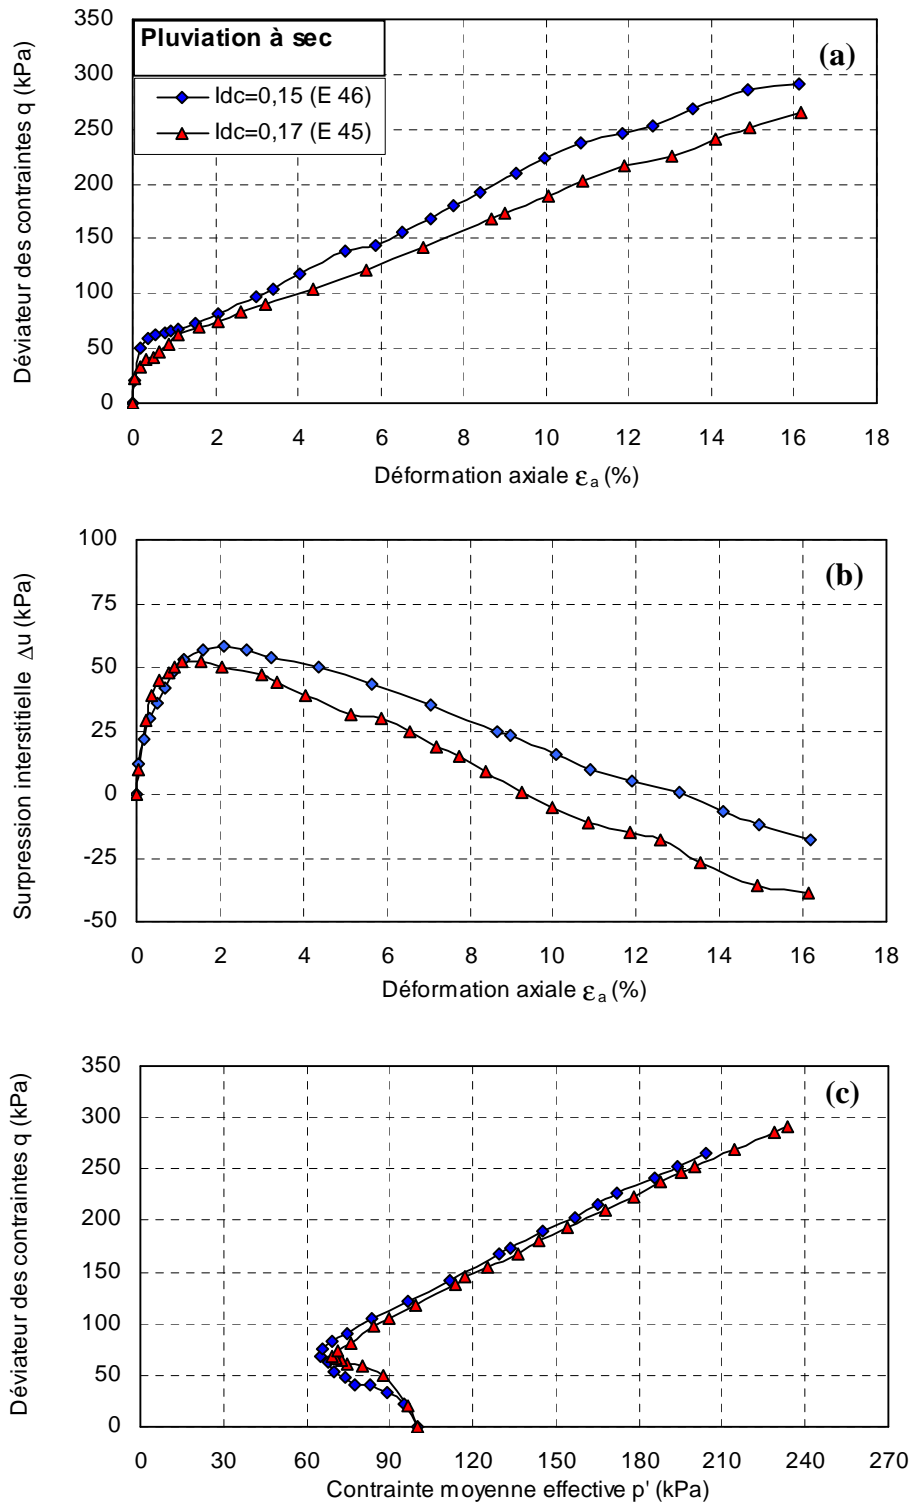 Déviateur des contraintes q (kPa)
350
300
250
200
150
100
50
0
Pluviation à sec
Idc=0,15 (E 46)
Idc=0,17 (E 45)
(a)
0 2 4 6 8 10 12 14 16 18
Déformation axiale εa (%)
Surpression interstitielle Δu (kPa)
100
75
50
25
0
-25
-50
(b)
0 2 4 6 8 10 12 14 16 18
Déformation axiale εa (%)
Déviateur des contraintes q (kPa)
350
300
250
200
150
100
50
0
(c)
0 30 60 90 120 150 180 210 240 270
Contrainte moyenne effective p' (kPa)